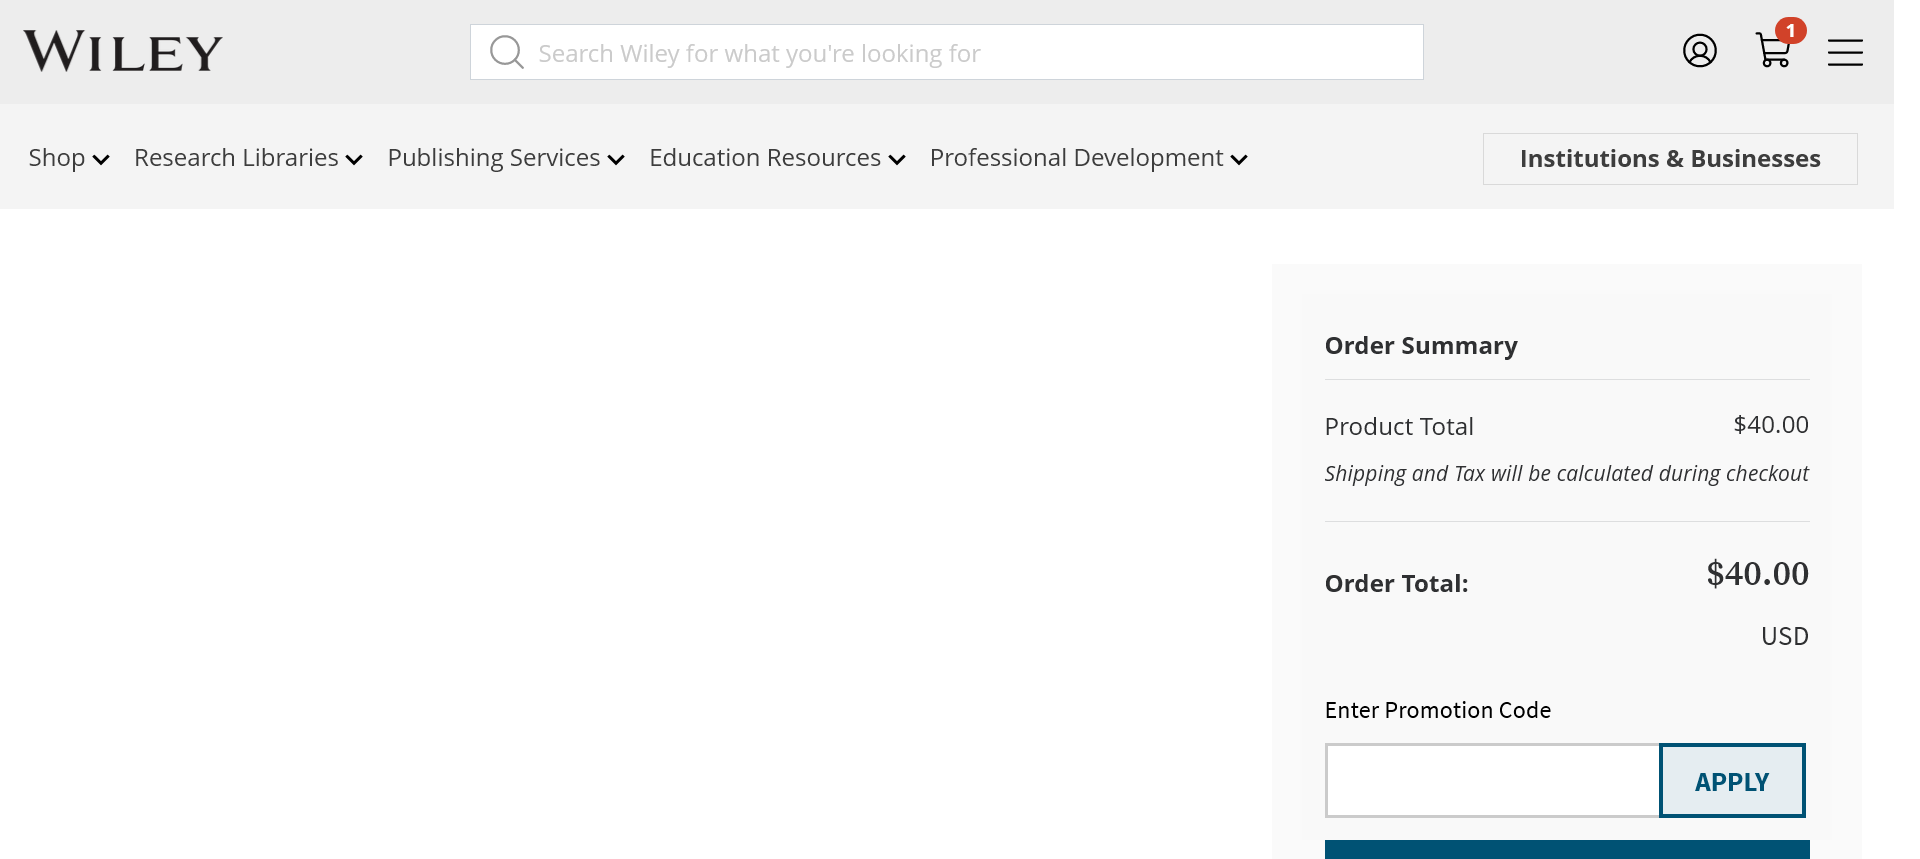 WILEY
Search Wiley for what you're looking for
1
Shop Research Libraries Publishing Services Education Resources Professional Development Institutions & Businesses
Order Summary
Product Total $40.00
Shipping and Tax will be calculated during checkout
Order Total: $40.00
USD
Enter Promotion Code
APPLY